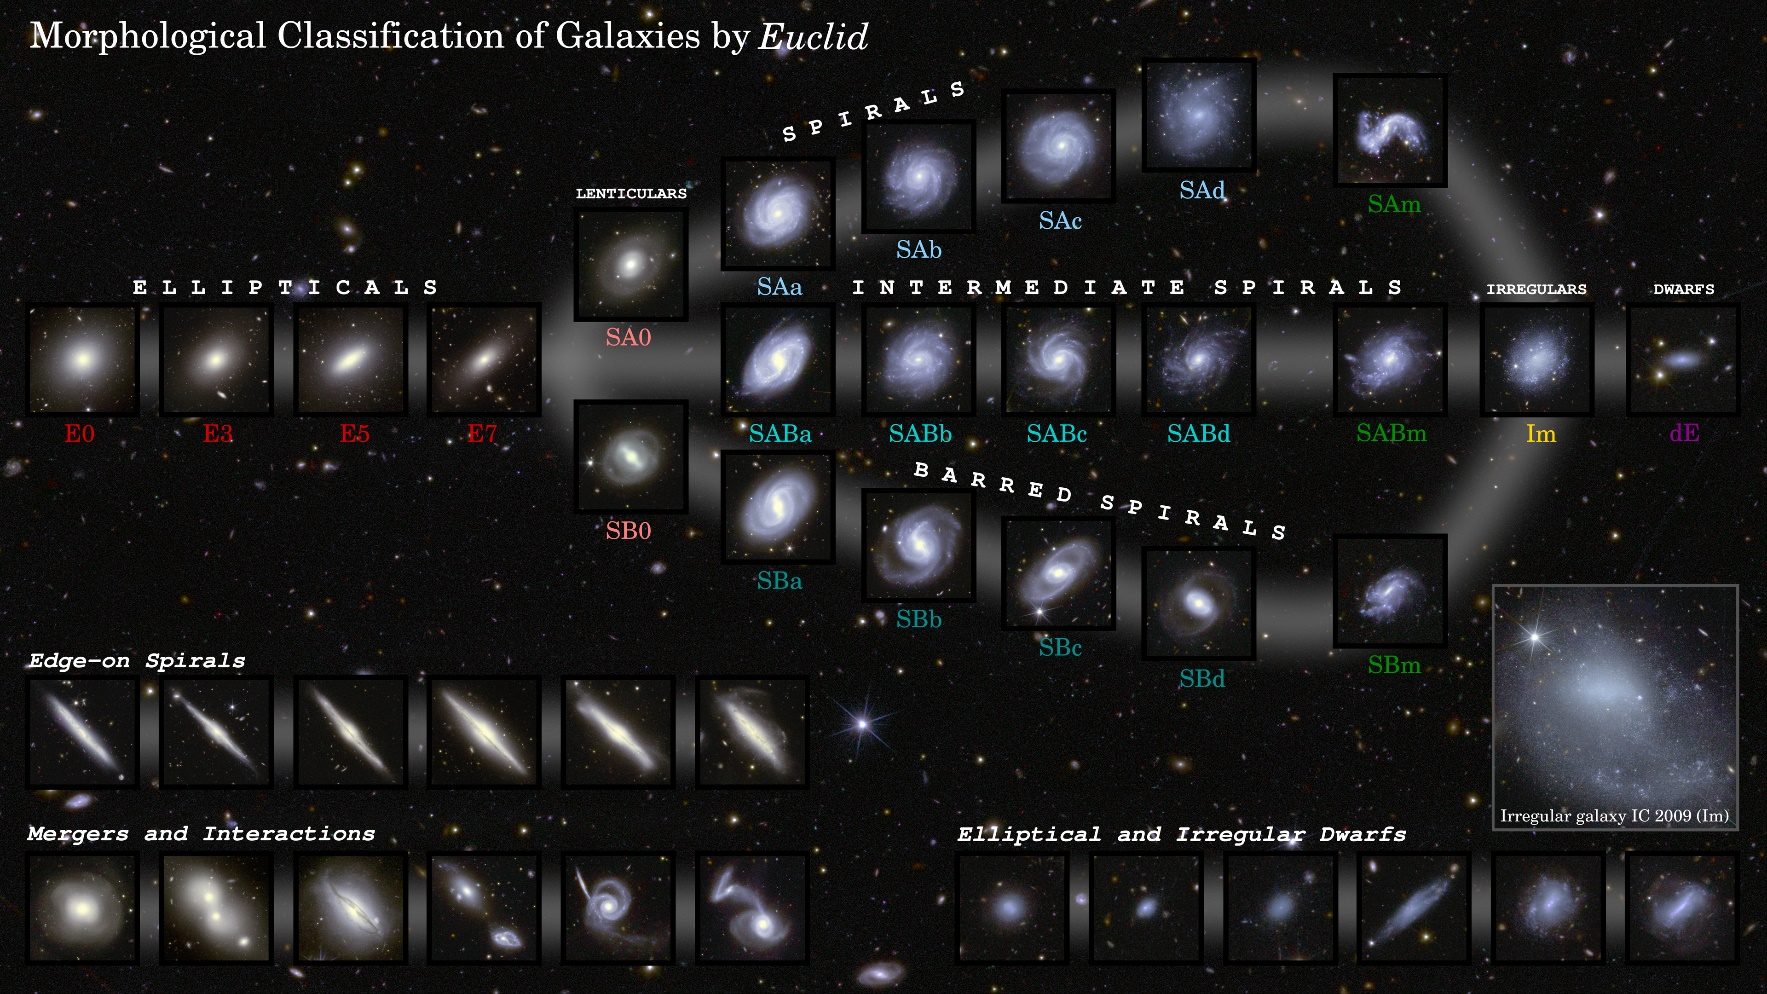 Morphological Classification of Galaxies by Euclid
SPIRALS
LENTICULARS
SAa
SAb
SAc
SAd
SAm
ELLIPTICALS
SA0
INTERMEDIATE SPIRALS
IRREGULARS
DWARFS
E0
E3
E5
E7
SABa
SABb
SABc
SABd
SABm
Im
dE
BARRED SPIRALS
SB0
SBa
SBb
SBc
SBd
SBm
Edge-on Spirals
Irregular galaxy IC 2009 (Im)
Mergers and Interactions
Elliptical and Irregular Dwarfs